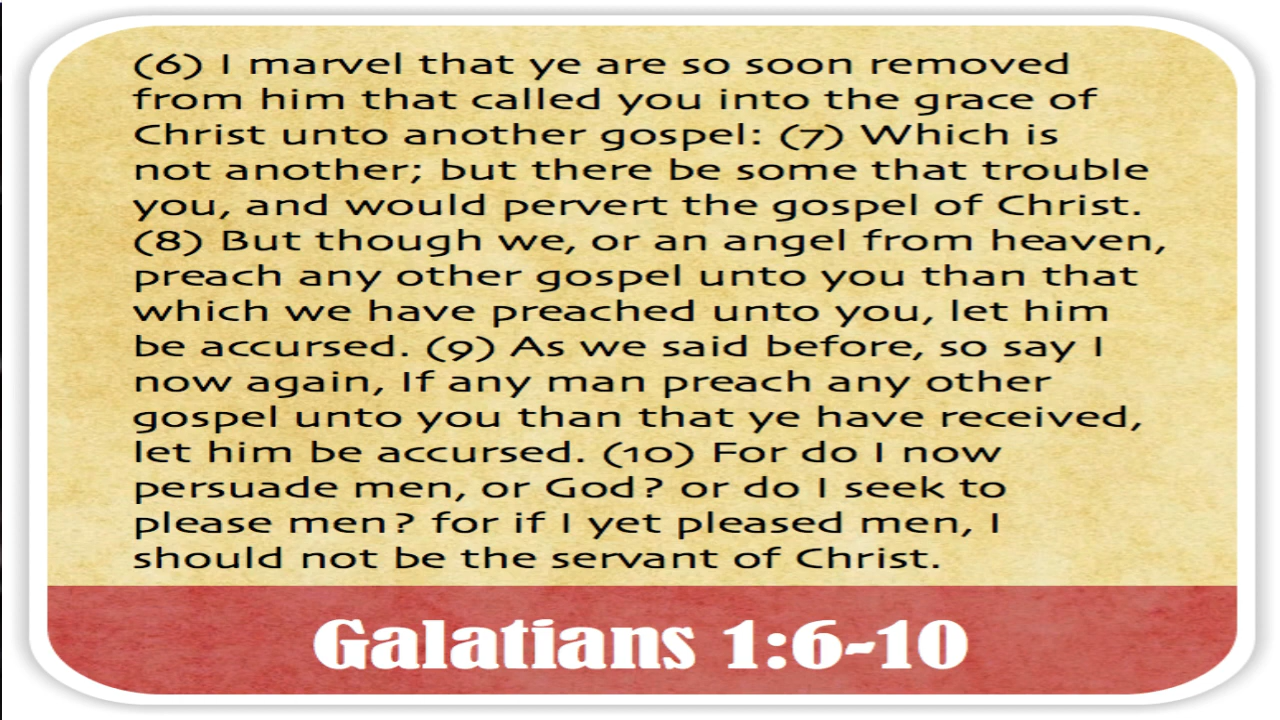 (6) I marvel that ye are so soon removed
from him that called you into the grace of
Christ unto another gospel: (7) Which is
not another; but there be some that trouble
you, and would pervert the gospel of Christ.
(8) But though we, or an angel from heaven,
preach any other gospel unto you than that
which we have preached unto you, let him
be accursed. (9) As we said before, so say I
now again, If any man preach any other
gospel unto you than that ye have received,
let him be accursed. (10) For do I now
persuade men, or God? or do I seek to
please men? for if I yet pleased men, I
should not be the servant of Christ.
Galatians 1:6-10